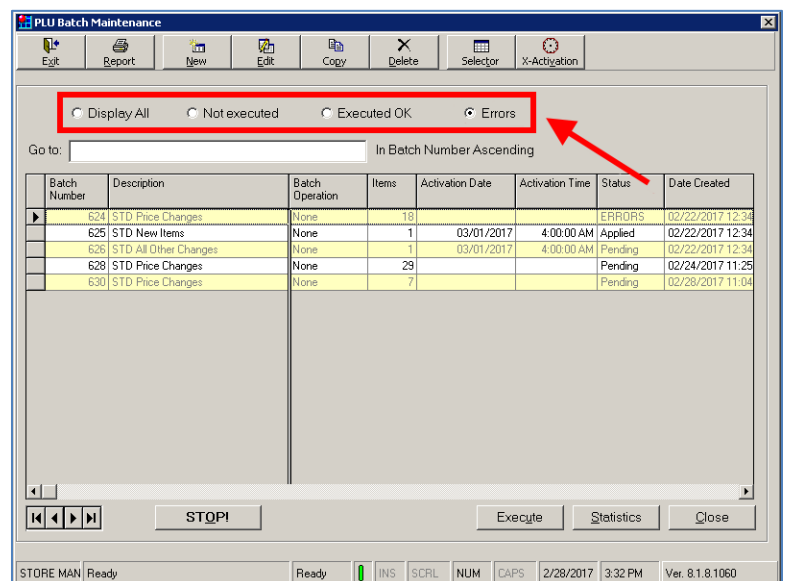 PLU Batch Maintenance
Exit Report New Edit Copy Delete Selector X-Activation
Display All Not executed Executed OK Errors
Go to: In Batch Number Ascending
Batch Number Description Batch Operation Items Activation Date Activation Time Status Date Created
624 STD Price Changes None 18 ERRORS 02/22/2017 12:34
625 STD New Items None 1 03/01/2017 4:00:00 AM Applied 02/22/2017 12:34
626 STD All Other Changes None 1 03/01/2017 4:00:00 AM Pending 02/22/2017 12:34
628 STD Price Changes None 29 Pending 02/24/2017 11:25
630 STD Price Changes None 7 Pending 02/28/2017 11:04
STOP! Execute Statistics Close
STORE MAN Ready Ready INS SCRL NUM CAPS 2/28/2017 3:32 PM Ver. 8.1.8.1060